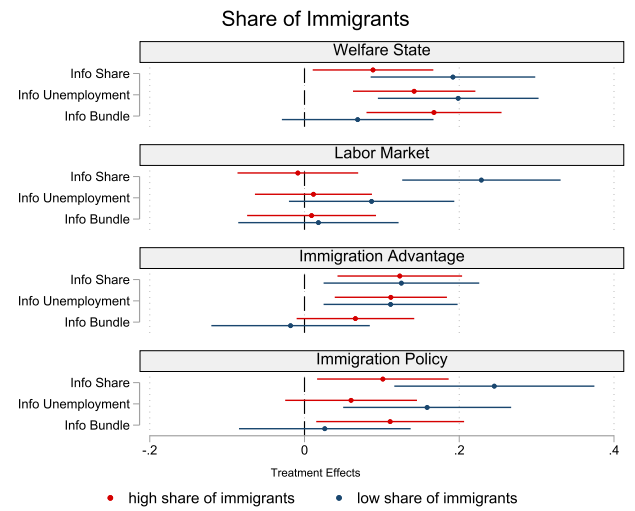 Share of Immigrants
Welfare State
Info Share
Info Unemployment
Info Bundle
Labor Market
Info Share
Info Unemployment
Info Bundle
Immigration Advantage
Info Share
Info Unemployment
Info Bundle
Immigration Policy
Info Share
Info Unemployment
Info Bundle
-.2 0 .2 .4
Treatment Effects
high share of immigrants low share of immigrants